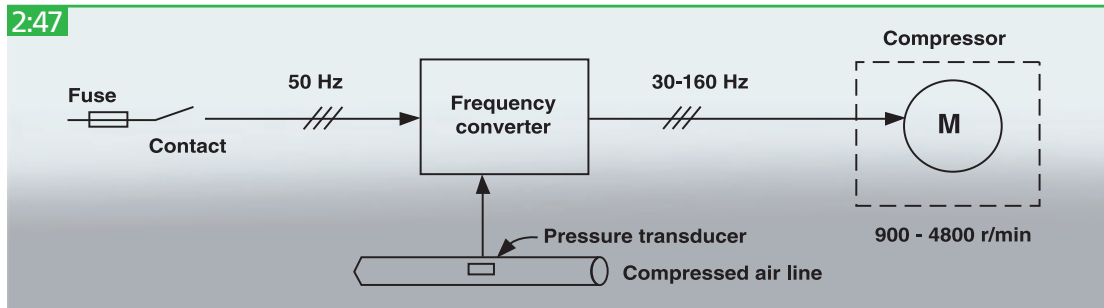 2:47
Compressor
50 Hz
30-160 Hz
Fuse
Frequency
converter
M
Contact
Pressure transducer
900 - 4800 r/min
Compressed air line